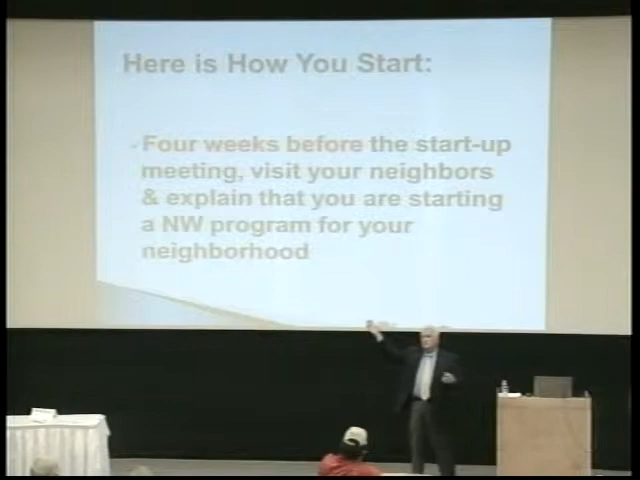 Here is How You Start:
Four weeks before the start-up
meeting, visit your neighbors
& explain that you are starting
a NW program for your
neighborhood